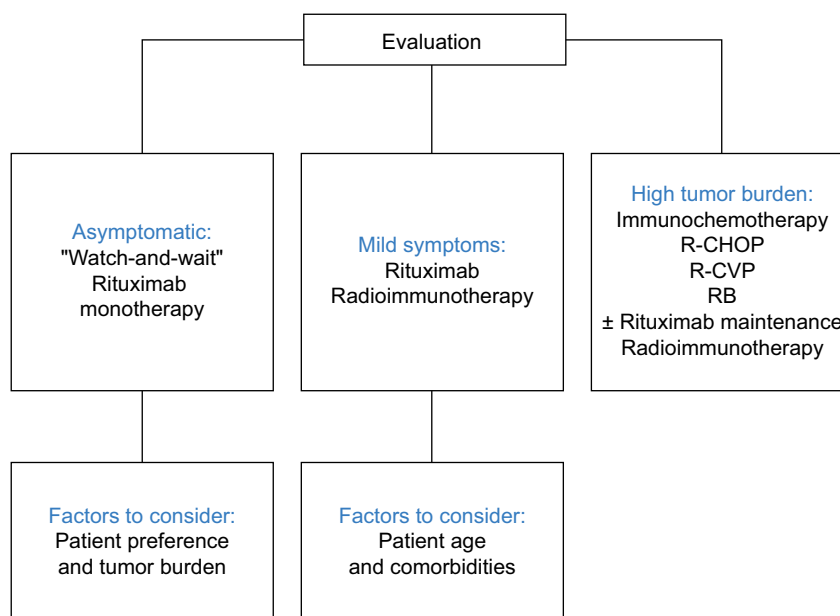 Evaluation
Asymptomatic:
"Watch-and-wait"
Rituximab
monotherapy
Mild symptoms:
Rituximab
Radioimmunotherapy
High tumor burden:
Immunochemotherapy
R-CHOP
R-CVP
RB
± Rituximab maintenance
Radioimmunotherapy
Factors to consider:
Patient preference
and tumor burden
Factors to consider:
Patient age
and comorbidities